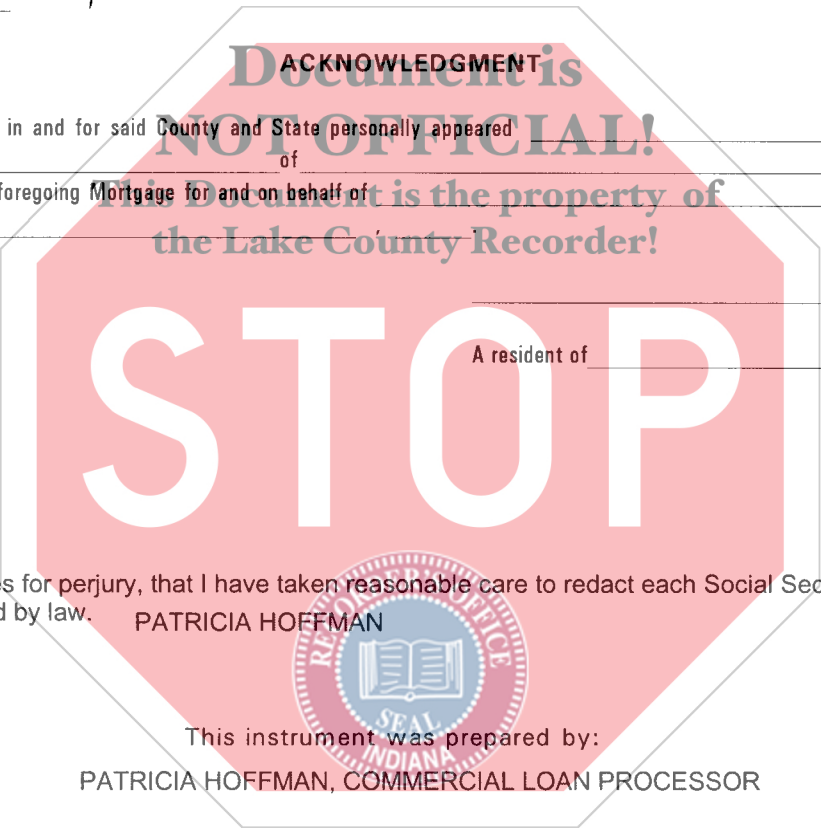 ACKNOWLEDGMENT
Document is
in and for said County and State personally appeared
NOT OFFICIAL!
of
foregoing Mortgage for and on behalf of
This Document is the property of
the Lake County Recorder!
A resident of
STOP
es for perjury, that I have taken reasonable care to redact each Social Sec
d by law. PATRICIA HOFFMAN
RECORDER'S OFFICE
SEAL
INDIANA
This instrument was prepared by:
PATRICIA HOFFMAN, COMMERCIAL LOAN PROCESSOR